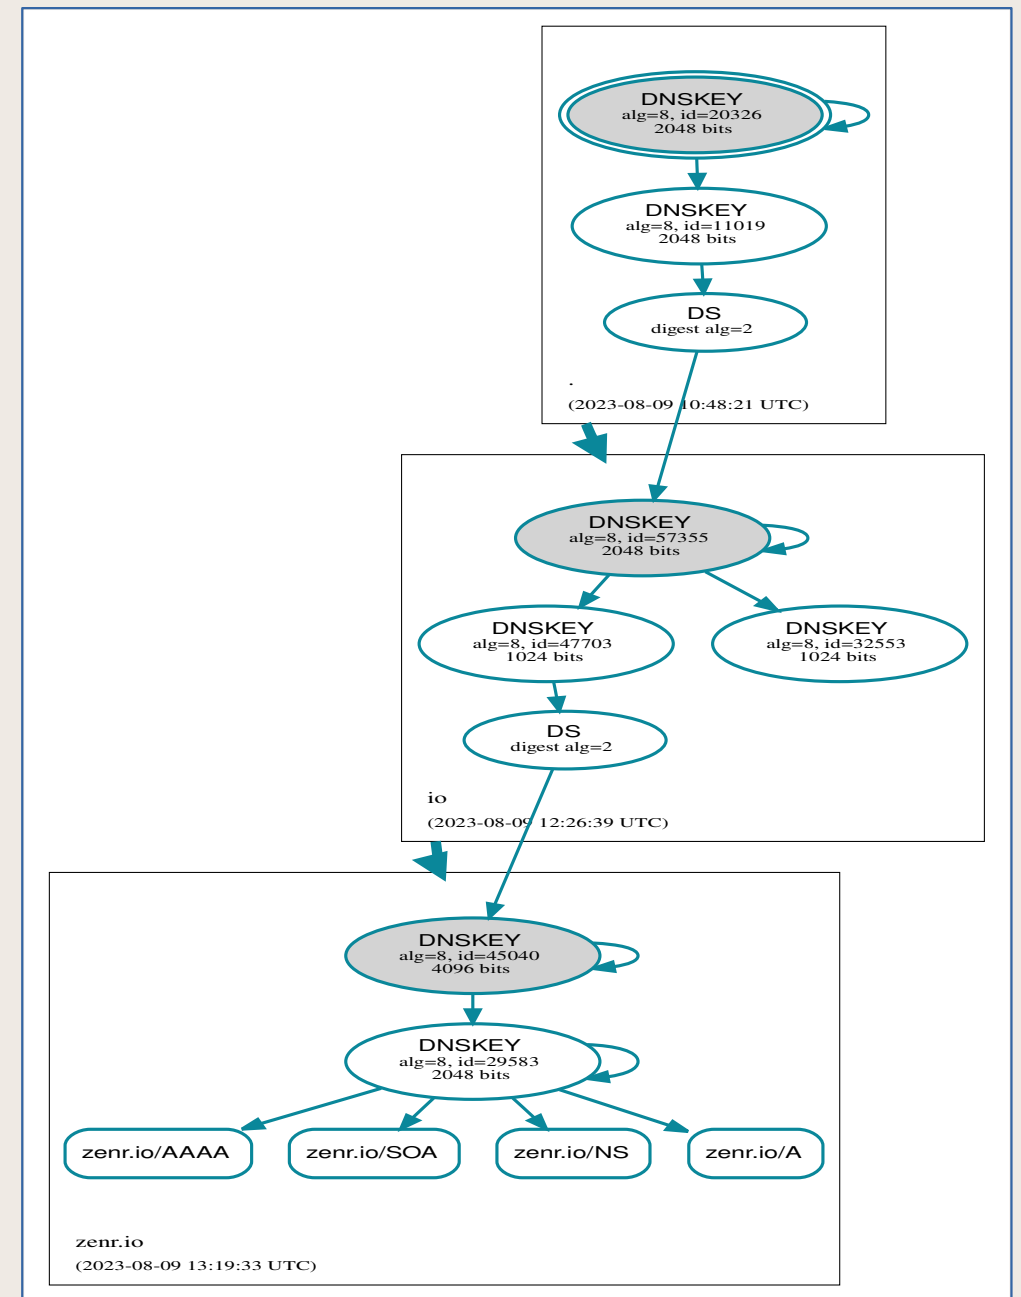 DNSKEY
alg=8, id=20326
2048 bits
DNSKEY
alg=8, id=11019
2048 bits
DS
digest alg=2
.
(2023-08-09 10:48:21 UTC)
DNSKEY
alg=8, id=57355
2048 bits
DNSKEY
alg=8, id=47703
1024 bits
DNSKEY
alg=8, id=32553
1024 bits
DS
digest alg=2
io
(2023-08-09 12:26:39 UTC)
DNSKEY
alg=8, id=45040
4096 bits
DNSKEY
alg=8, id=29583
2048 bits
zenr.io/AAAA
zenr.io/SOA
zenr.io/NS
zenr.io/A
zenr.io
(2023-08-09 13:19:33 UTC)